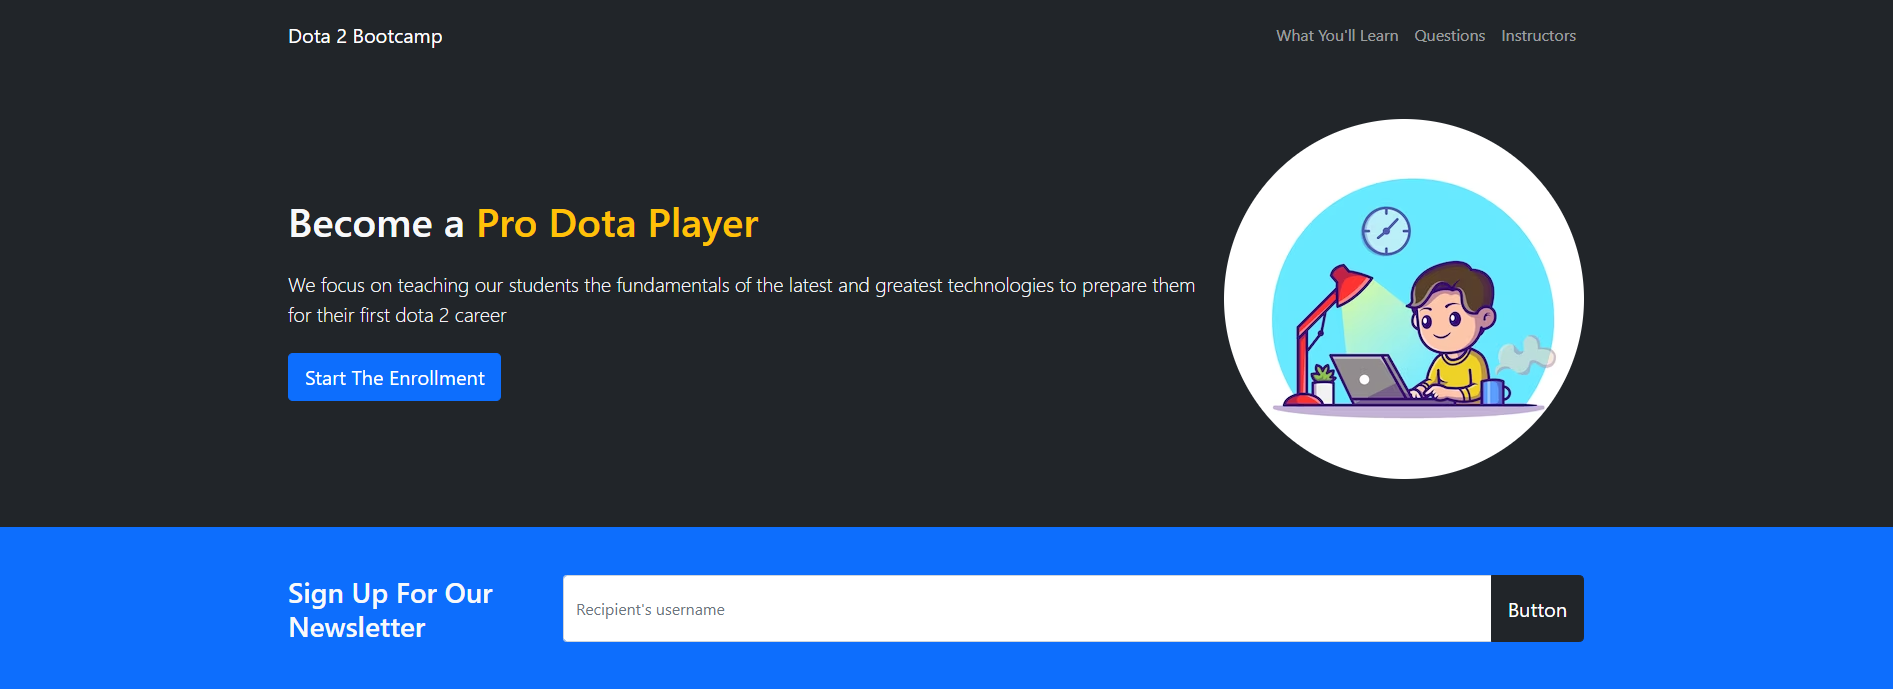 Dota 2 Bootcamp
What You'll Learn Questions Instructors
Become a Pro Dota Player
We focus on teaching our students the fundamentals of the latest and greatest technologies to prepare them
for their first dota 2 career
Start The Enrollment
Sign Up For Our
Newsletter
Recipient's username
Button